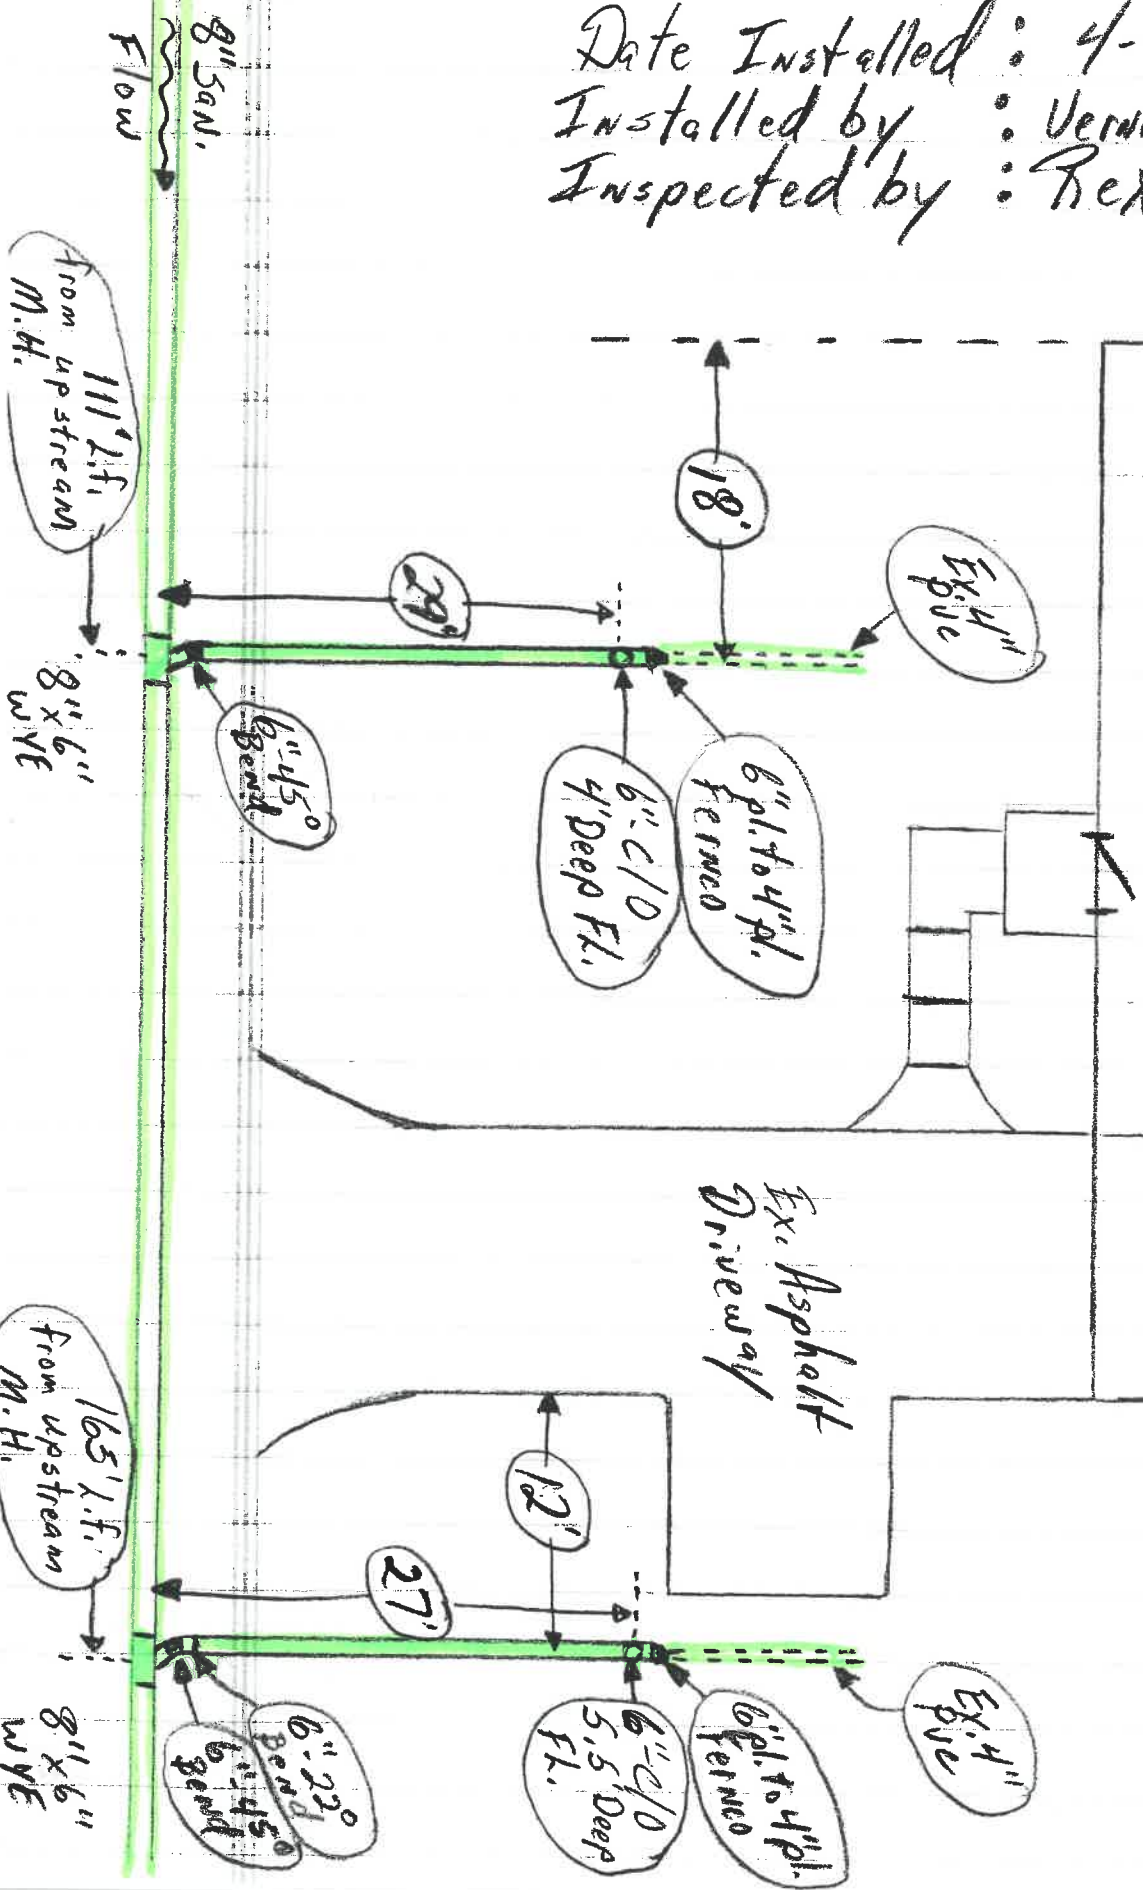 Date Installed : 4-
Installed by : Vern
Inspected by : Rex
8" San.
Flow
111' L.f.
from upstream
M.H.
18'
29'
Ex. 4"
pvc
8"x6"
WYE
6"-45°
Bend
6"-C/O
4' Deep FL.
6"pl. to 4"pl.
Fernco
Ex. Asphalt
Driveway
163' L.f.
from upstream
M.H.
12'
27'
Ex. 4"
pvc
6"pl. to 4"pl.
Fernco
6"-C/O
5.5' Deep
FL.
6"-22°
Bend
6"-45°
Bend
8"x6"
WYE